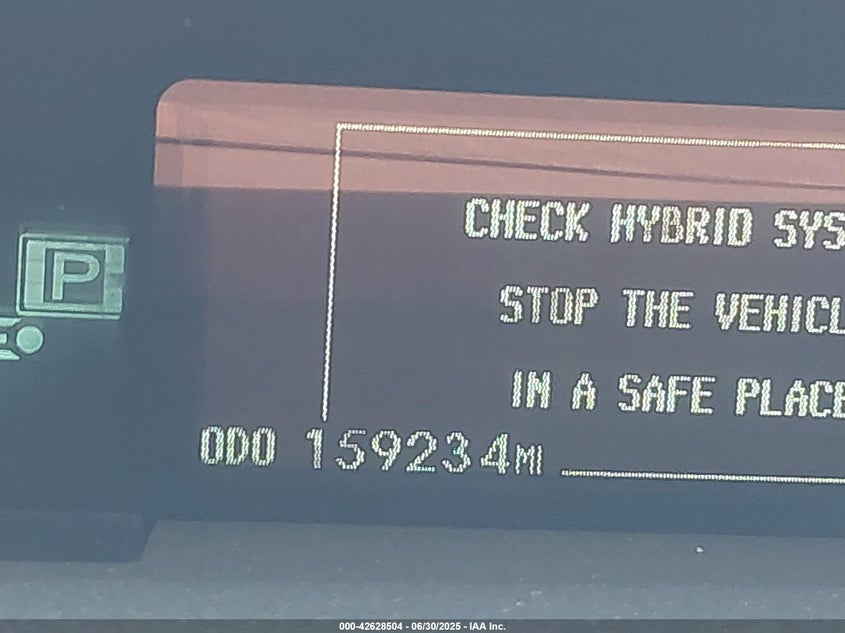 P
CHECK HYBRID SYS
STOP THE VEHICL
IN A SAFE PLACE
ODO 159234MI
000-42628504 - 06/30/2025 - IAA Inc.